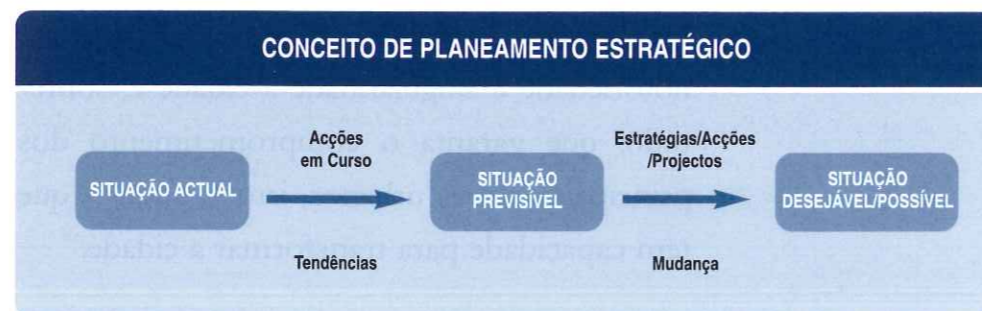 CONCEITO DE PLANEAMENTO ESTRATÉGICO
Acções
em Curso
Estratégias/Acções
/Projectos
SITUAÇÃO ACTUAL
SITUAÇÃO
PREVISÍVEL
SITUAÇÃO
DESEJÁVEL/POSSÍVEL
Tendências
Mudança